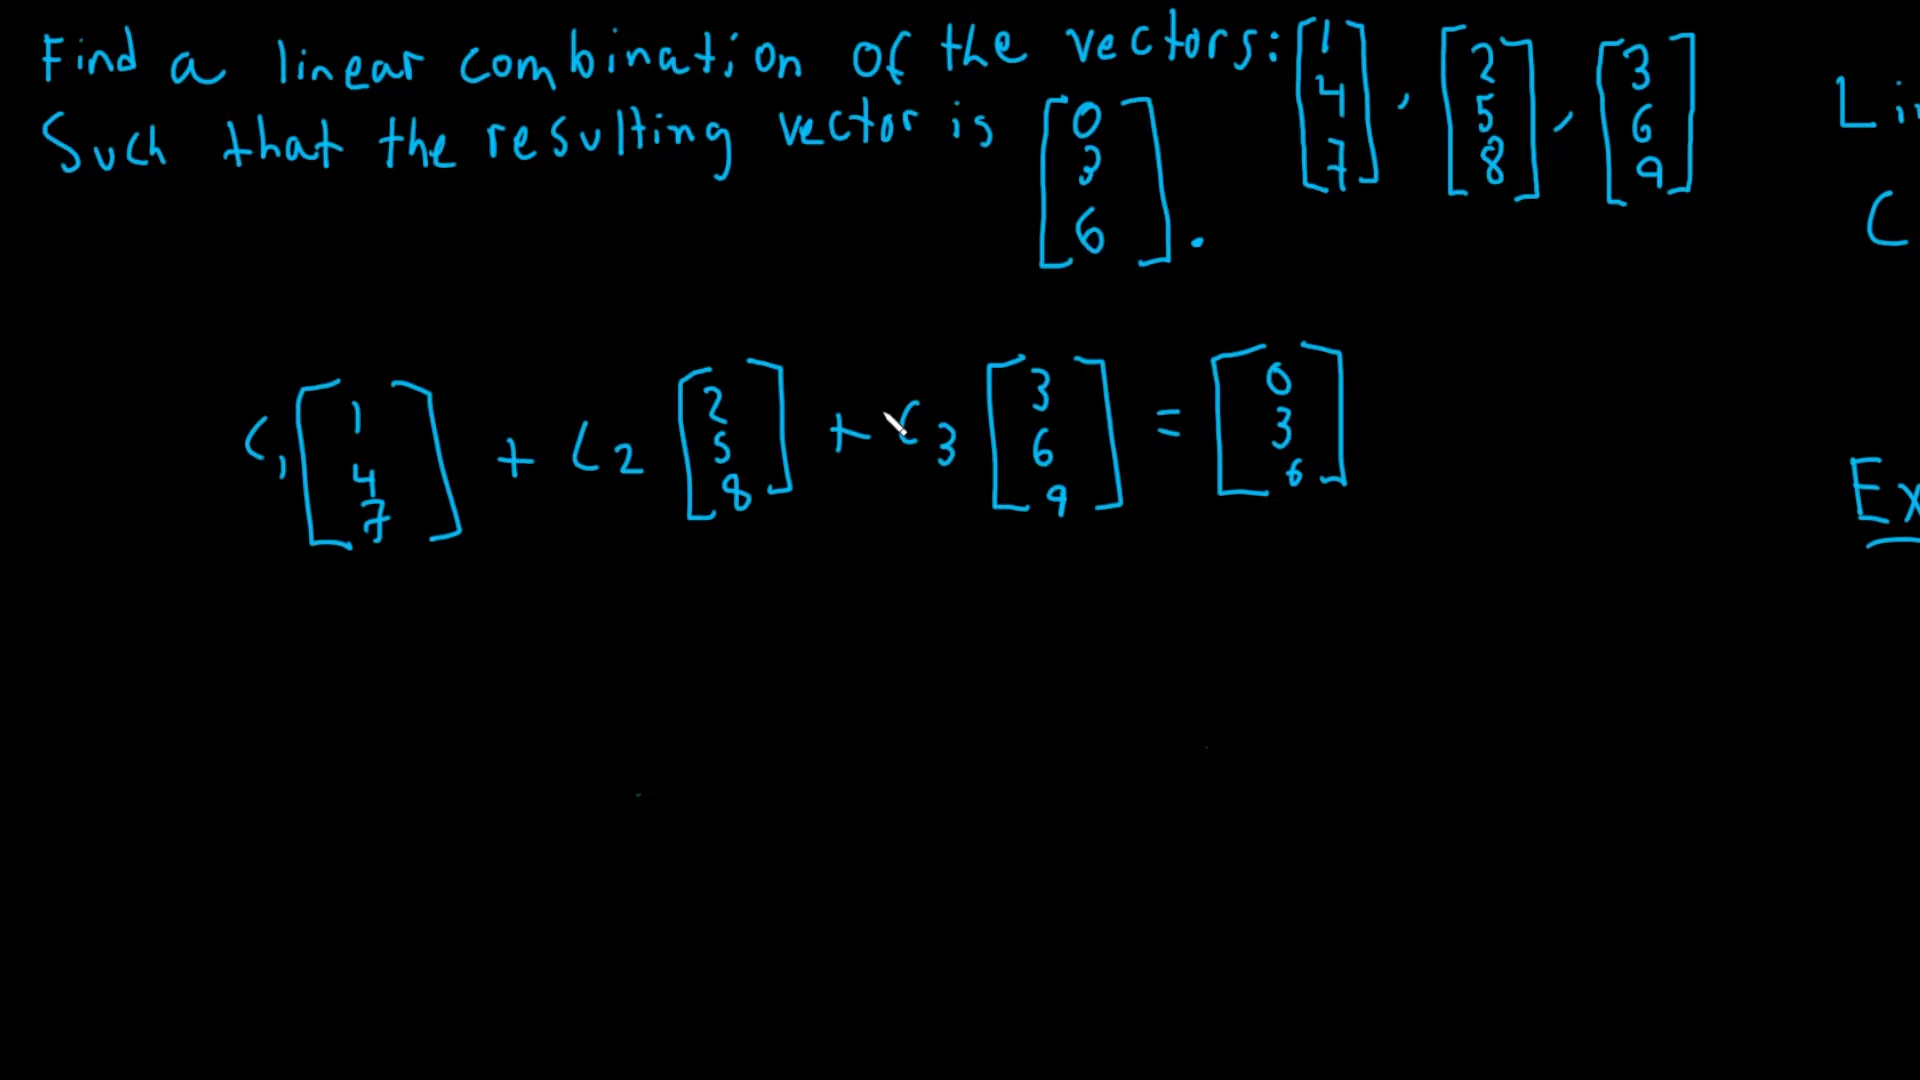 Find a linear combination of the vectors: [1 4 7], [2 5 8], [3 6 9]
Such that the resulting vector is [0 3 6].
Li
C
c1 [1 4 7] + c2 [2 5 8] + c3 [3 6 9] = [0 3 6]
Ex